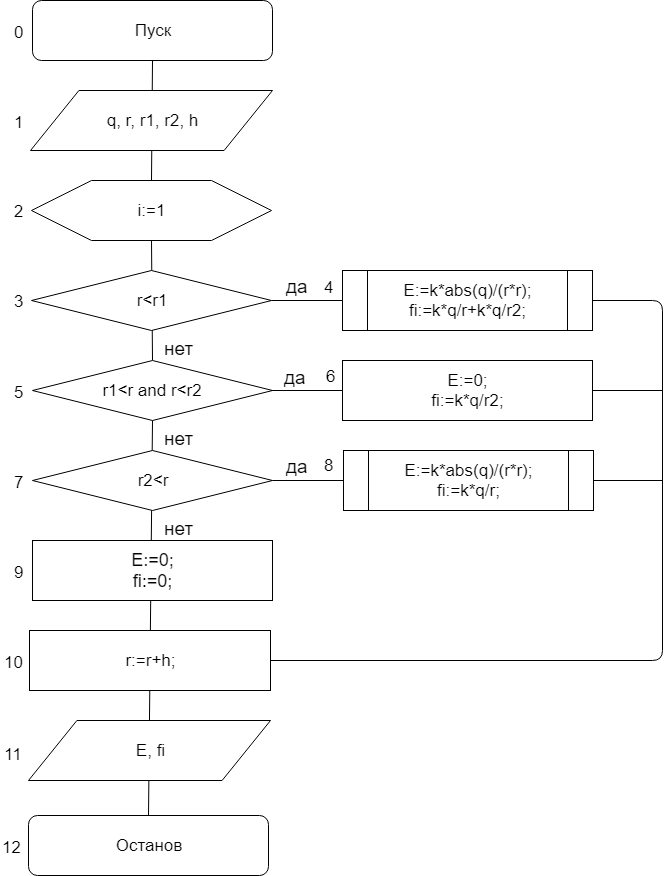 0
Пуск
1
q, r, r1, r2, h
2
i:=1
3
r<r1
да
4
E:=k*abs(q)/(r*r);
fi:=k*q/r+k*q/r2;
нет
5
r1<r and r<r2
да
6
E:=0;
fi:=k*q/r2;
нет
7
r2<r
да
8
E:=k*abs(q)/(r*r);
fi:=k*q/r;
нет
9
E:=0;
fi:=0;
10
r:=r+h;
11
E, fi
12
Останов